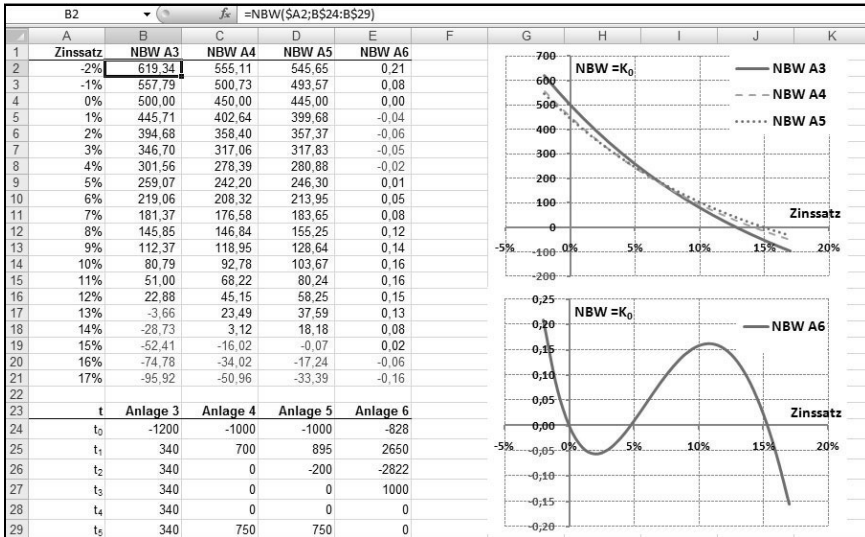 B2 fx =NBW($A2;B$24:B$29)
A B C D E F G H I J K
1 Zinssatz NBW A3 NBW A4 NBW A5 NBW A6
2 -2% 619,34 555,11 545,65 0,21
3 -1% 557,79 500,73 493,57 0,08
4 0% 500,00 450,00 445,00 0,00
5 1% 445,71 402,64 399,68 -0,04
6 2% 394,68 358,40 357,37 -0,06
7 3% 346,70 317,06 317,83 -0,05
8 4% 301,56 278,39 280,88 -0,02
9 5% 259,07 242,20 246,30 0,01
10 6% 219,06 208,32 213,95 0,05
11 7% 181,37 176,58 183,65 0,08
12 8% 145,85 146,84 155,25 0,12
13 9% 112,37 118,95 128,64 0,14
14 10% 80,79 92,78 103,67 0,16
15 11% 51,00 68,22 80,24 0,16
16 12% 22,88 45,15 58,25 0,15
17 13% -3,66 23,49 37,59 0,13
18 14% -28,73 3,12 18,18 0,08
19 15% -52,41 -16,02 -0,07 0,02
20 16% -74,78 -34,02 -17,24 -0,06
21 17% -95,92 -50,96 -33,39 -0,16
22
23 t Anlage 3 Anlage 4 Anlage 5 Anlage 6
24 t0 -1200 -1000 -1000 -828
25 t1 340 700 895 2650
26 t2 340 0 -200 -2822
27 t3 340 0 0 1000
28 t4 340 0 0 0
29 t5 340 750 750 0
NBW =K0
NBW A3
NBW A4
NBW A5
700
600
500
400
300
200
100
0
-100
-200
Zinssatz
-5% 0% 5% 10% 15% 20%
NBW =K0
NBW A6
0,25
0,20
0,15
0,10
0,05
0,00
-0,05
-0,10
-0,15
-0,20
Zinssatz
-5% 0% 5% 10% 15% 20%